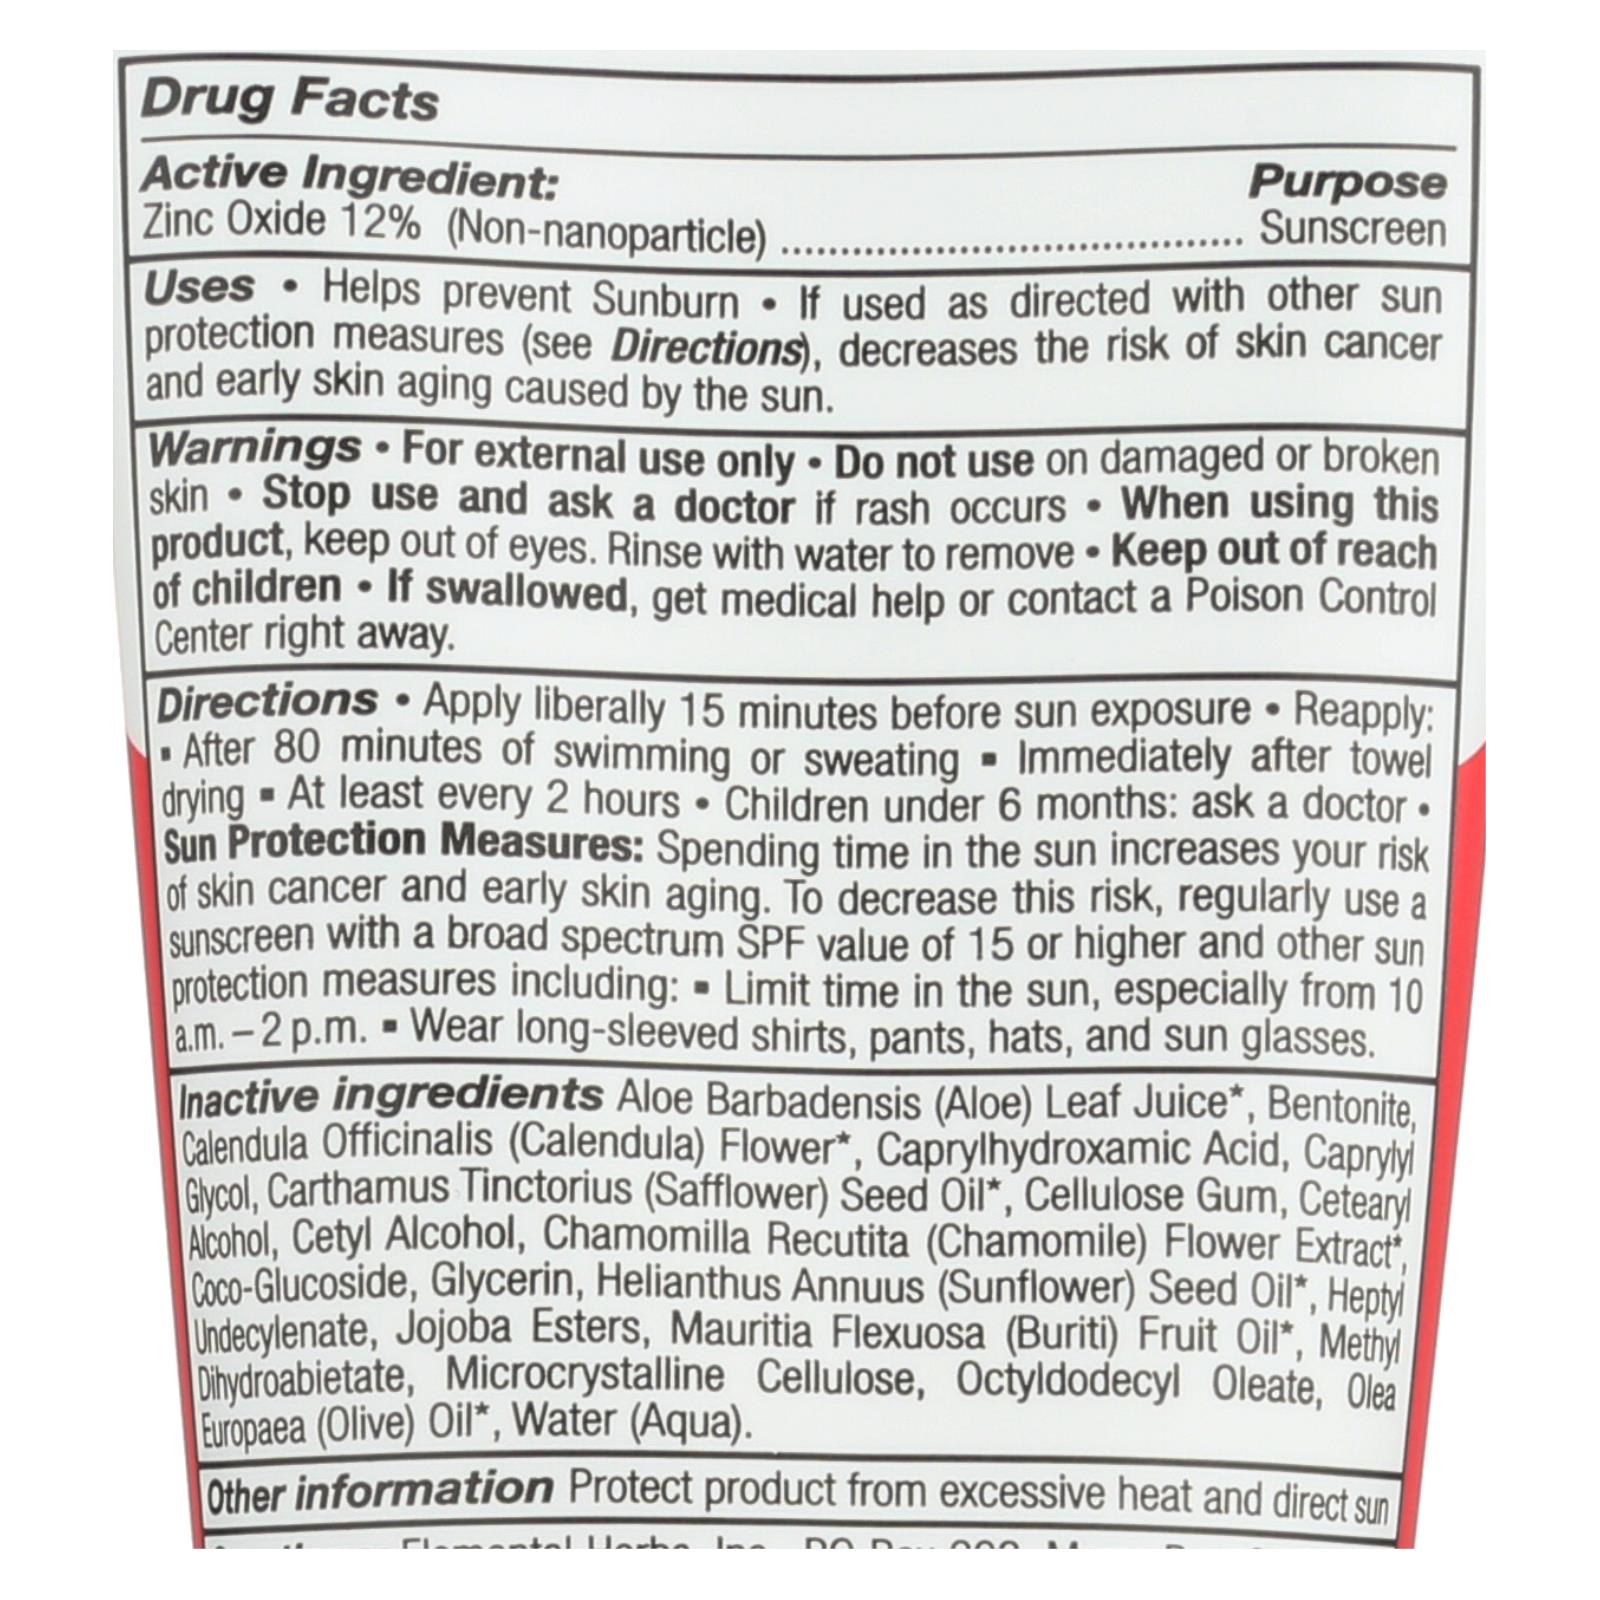 Drug Facts
Active Ingredient: Purpose
Zinc Oxide 12% (Non-nanoparticle) ........................................ Sunscreen
Uses • Helps prevent Sunburn • If used as directed with other sun
protection measures (see Directions), decreases the risk of skin cancer
and early skin aging caused by the sun.
Warnings • For external use only • Do not use on damaged or broken
skin • Stop use and ask a doctor if rash occurs • When using this
product, keep out of eyes. Rinse with water to remove • Keep out of reach
of children • If swallowed, get medical help or contact a Poison Control
Center right away.
Directions • Apply liberally 15 minutes before sun exposure • Reapply:
▪ After 80 minutes of swimming or sweating ▪ Immediately after towel
drying ▪ At least every 2 hours • Children under 6 months: ask a doctor •
Sun Protection Measures: Spending time in the sun increases your risk
of skin cancer and early skin aging. To decrease this risk, regularly use a
sunscreen with a broad spectrum SPF value of 15 or higher and other sun
protection measures including: ▪ Limit time in the sun, especially from 10
a.m. – 2 p.m. ▪ Wear long-sleeved shirts, pants, hats, and sun glasses.
Inactive ingredients Aloe Barbadensis (Aloe) Leaf Juice*, Bentonite,
Calendula Officinalis (Calendula) Flower*, Caprylhydroxamic Acid, Caprylyl
Glycol, Carthamus Tinctorius (Safflower) Seed Oil*, Cellulose Gum, Cetearyl
Alcohol, Cetyl Alcohol, Chamomilla Recutita (Chamomile) Flower Extract*,
Coco-Glucoside, Glycerin, Helianthus Annuus (Sunflower) Seed Oil*, Heptyl
Undecylenate, Jojoba Esters, Mauritia Flexuosa (Buriti) Fruit Oil*, Methyl
Dihydroabietate, Microcrystalline Cellulose, Octyldodecyl Oleate, Olea
Europaea (Olive) Oil*, Water (Aqua).
Other information Protect product from excessive heat and direct sun
Elemental Herbs, Inc. PO Box